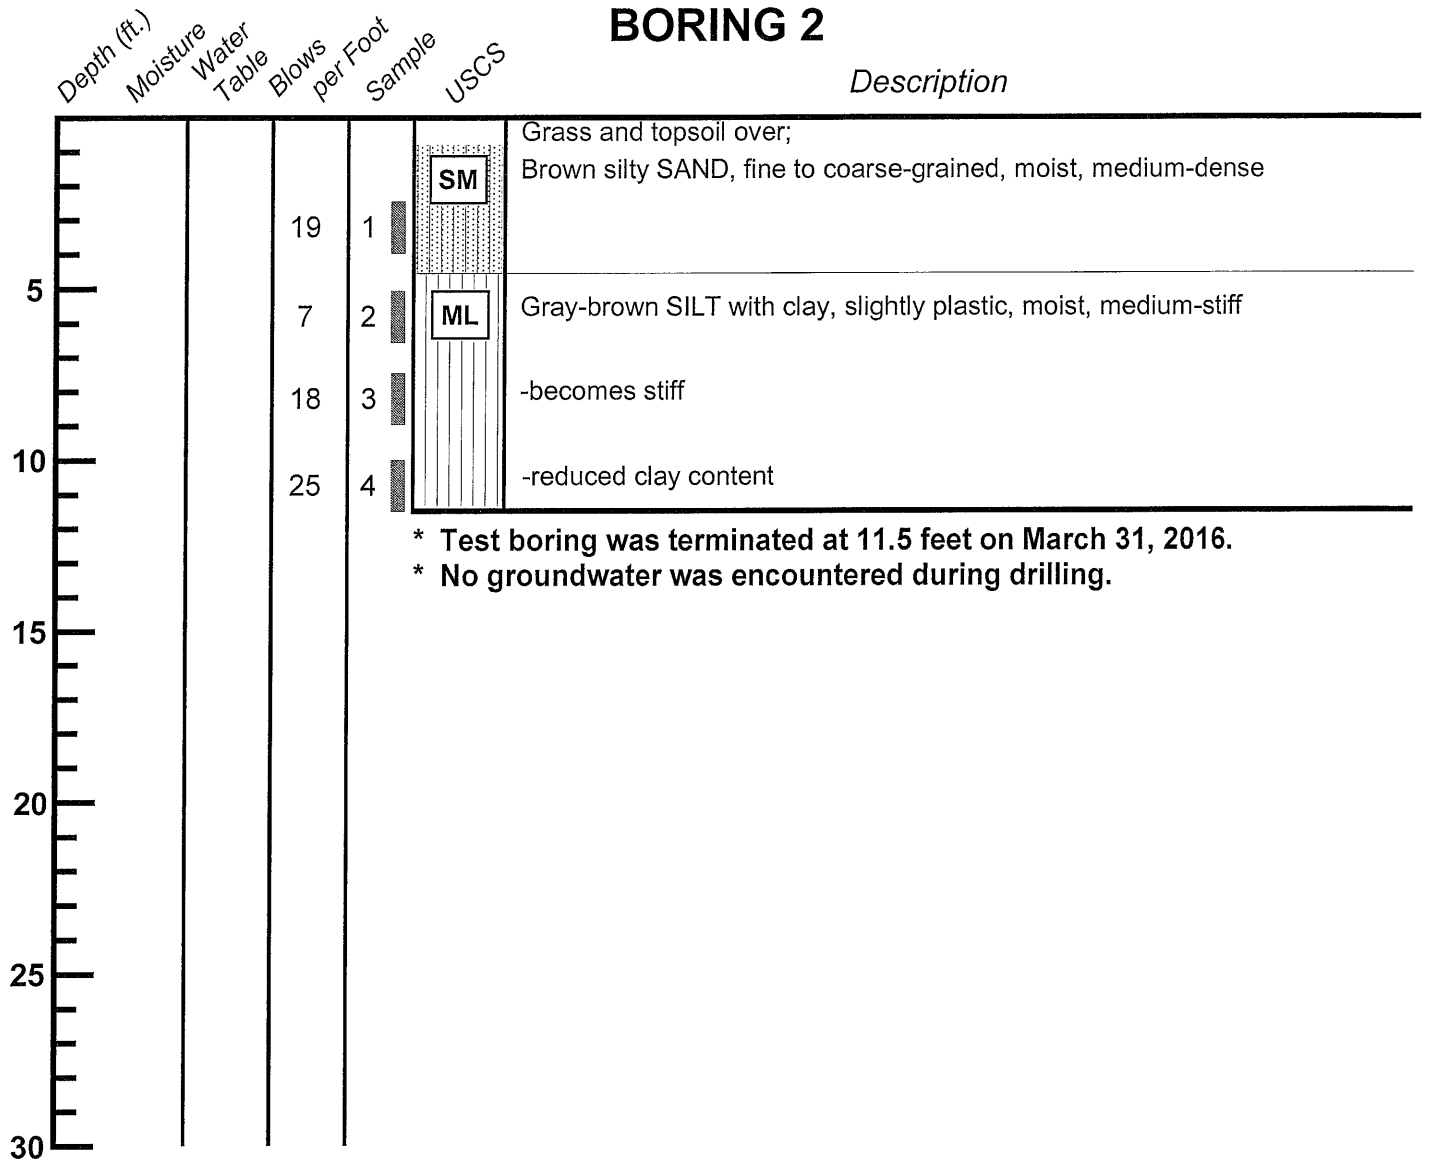 BORING 2
Depth (ft.)
Moisture
Water
Table
Blows
per Foot
Sample
USCS
Description
Grass and topsoil over;
SM
Brown silty SAND, fine to coarse-grained, moist, medium-dense
19 1
5
7 2 ML Gray-brown SILT with clay, slightly plastic, moist, medium-stiff
18 3 -becomes stiff
10
25 4 -reduced clay content
* Test boring was terminated at 11.5 feet on March 31, 2016.
* No groundwater was encountered during drilling.
15
20
25
30